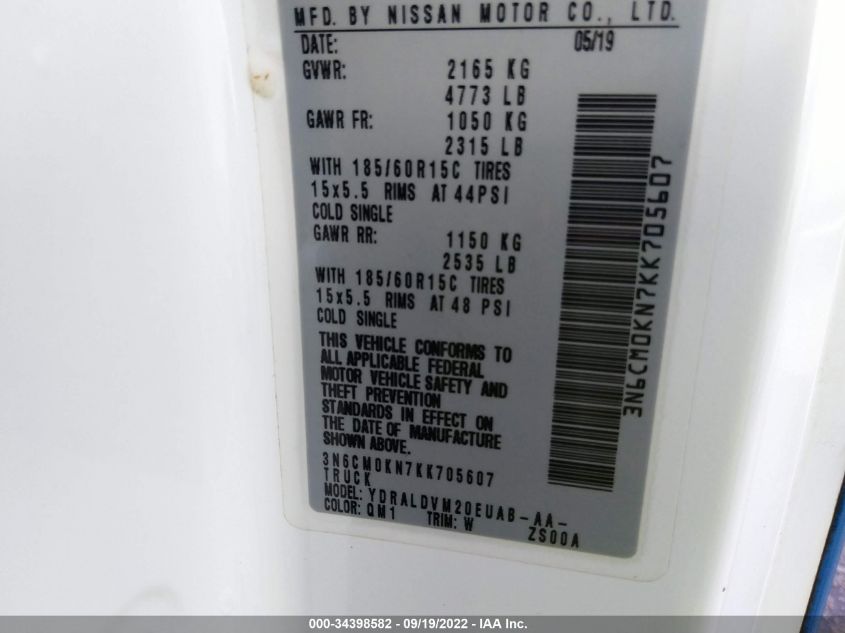 MFD. BY NISSAN MOTOR CO., LTD.
DATE: 05/19
GVWR: 2165 KG
4773 LB
GAWR FR: 1050 KG
2315 LB
WITH 185/60R15C TIRES
15x5.5 RIMS AT 44PSI
COLD SINGLE
GAWR RR: 1150 KG
2535 LB
WITH 185/60R15C TIRES
15x5.5 RIMS AT 48 PSI
COLD SINGLE
THIS VEHICLE CONFORMS TO
ALL APPLICABLE FEDERAL
MOTOR VEHICLE SAFETY AND
THEFT PREVENTION
STANDARDS IN EFFECT ON
THE DATE OF MANUFACTURE
SHOWN ABOVE.
3N6CM0KN7KK705607
TRUCK
MODEL: YDRALDVM20EUAB-AA-
COLOR: QM1 TRIM: W ZS00A
3N6CM0KN7KK705607
000-34398582 - 09/19/2022 - IAA Inc.